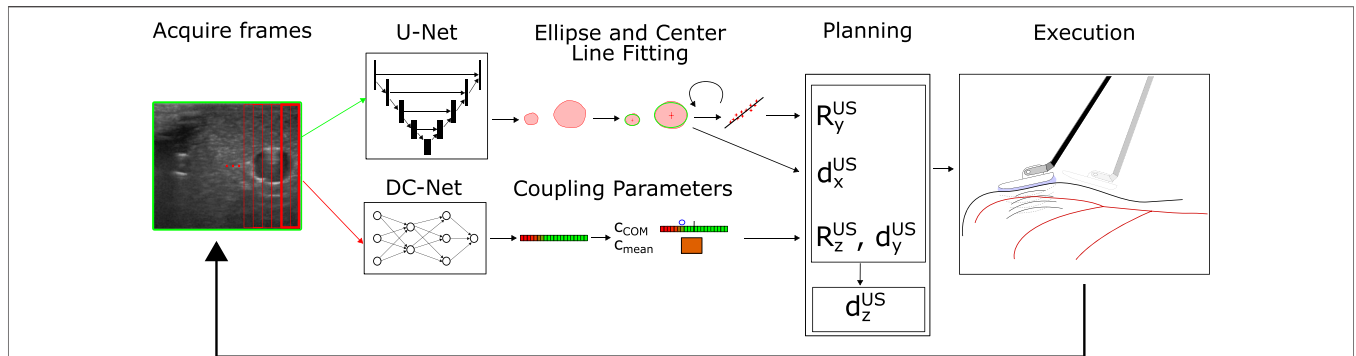 Acquire frames
U-Net
Ellipse and Center
Line Fitting
Planning
Execution
R_y^US
d_x^US
DC-Net
Coupling Parameters
c_COM
c_mean
R_z^US, d_y^US
d_z^US